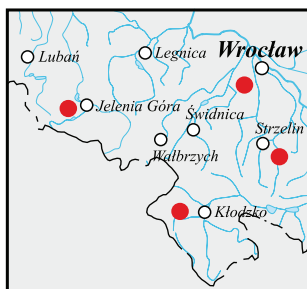 Wrocław
Legnica
Lubań
Jelenia Góra
Świdnica
Strzelin
Wałbrzych
Kłodzko